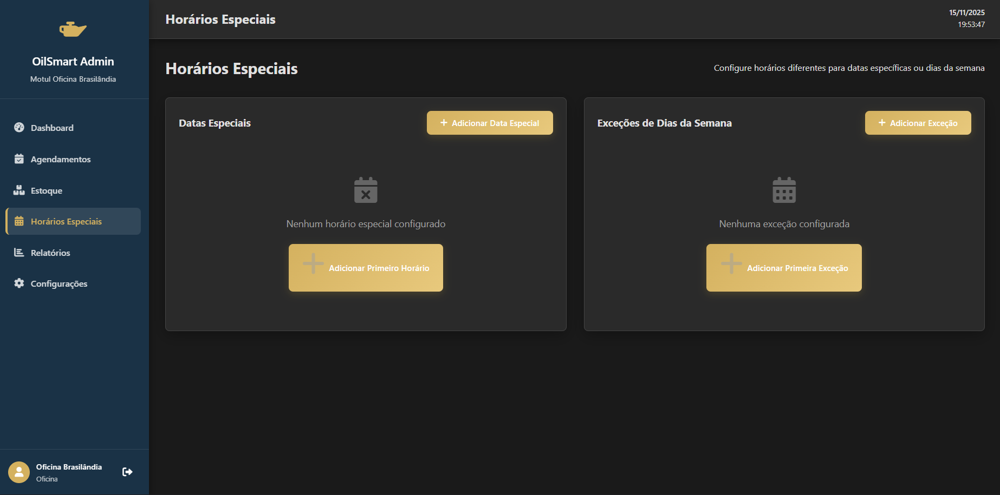 OilSmart Admin
Motul Oficina Brasilândia
Dashboard
Agendamentos
Estoque
Horários Especiais
Relatórios
Configurações
Oficina Brasilândia
Oficina
Horários Especiais
15/11/2025
19:53:47
Horários Especiais
Configure horários diferentes para datas específicas ou dias da semana
Datas Especiais
+ Adicionar Data Especial
Nenhum horário especial configurado
+ Adicionar Primeiro Horário
Exceções de Dias da Semana
+ Adicionar Exceção
Nenhuma exceção configurada
+ Adicionar Primeira Exceção